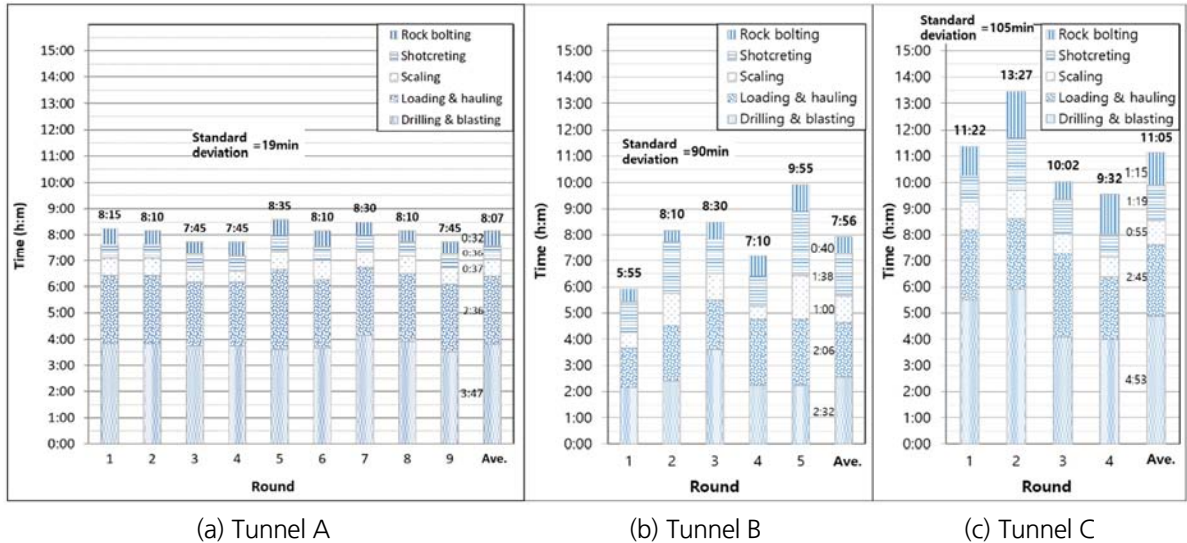 Time (h:m)
15:00
14:00
13:00
12:00
11:00
10:00
9:00
8:00
7:00
6:00
5:00
4:00
3:00
2:00
1:00
0:00
Rock bolting
Shotcreting
Scaling
Loading & hauling
Drilling & blasting
Standard
deviation =19min
8:15
8:10
7:45
7:45
8:35
8:10
8:30
8:10
7:45
8:07
0:32
0:36
0:37
2:36
3:47
1 2 3 4 5 6 7 8 9 Ave.
Round
(a) Tunnel A
Time (h:m)
15:00
14:00
13:00
12:00
11:00
10:00
9:00
8:00
7:00
6:00
5:00
4:00
3:00
2:00
1:00
0:00
Rock bolting
Shotcreting
Scaling
Loading & hauling
Drilling & blasting
Standard
deviation =90min
5:55
8:10
8:30
7:10
9:55
7:56
0:40
1:38
1:00
2:06
2:32
1 2 3 4 5 Ave.
Round
(b) Tunnel B
Standard
deviation =105min
Time (h:m)
15:00
14:00
13:00
12:00
11:00
10:00
9:00
8:00
7:00
6:00
5:00
4:00
3:00
2:00
1:00
0:00
Rock bolting
Shotcreting
Scaling
Loading & hauling
Drilling & blasting
11:22
13:27
10:02
9:32
11:05
1:15
1:19
0:55
2:45
4:53
1 2 3 4 Ave.
Round
(c) Tunnel C